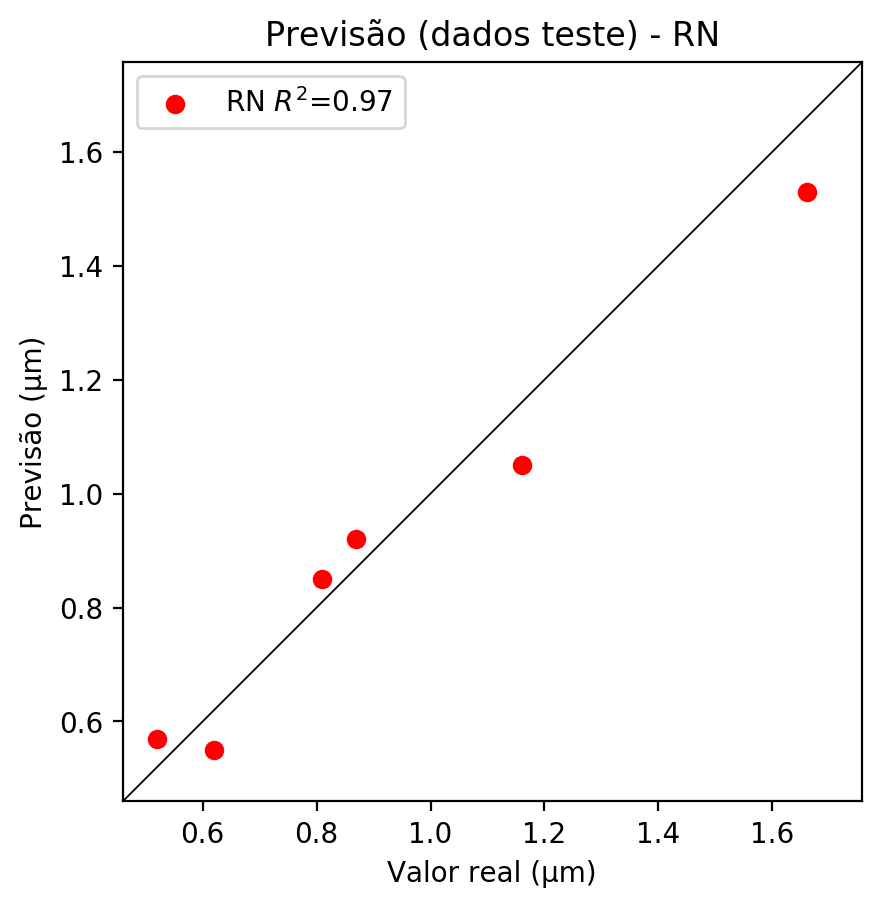 Previsão (dados teste) - RN
RN R²=0.97
Previsão (µm)
1.6
1.4
1.2
1.0
0.8
0.6
0.6 0.8 1.0 1.2 1.4 1.6
Valor real (µm)